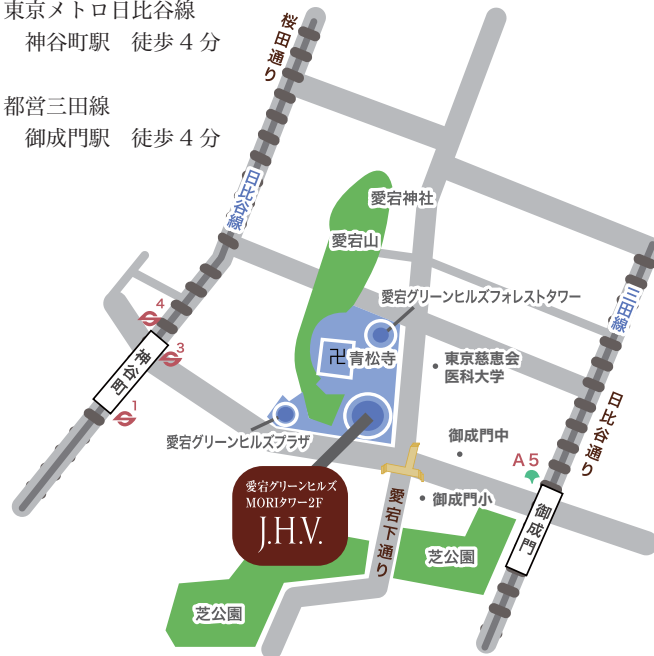 東京メトロ日比谷線
神谷町駅 徒歩4分
都営三田線
御成門駅 徒歩4分
桜田通り
日比谷線
愛宕神社
愛宕山
愛宕グリーンヒルズフォレストタワー
三田線
4
3
神谷町
1
卍青松寺
東京慈恵会
医科大学
日比谷通り
愛宕グリーンヒルズプラザ
御成門中
A5
愛宕グリーンヒルズ
MORIタワー2F
J.H.V.
愛宕下通り
御成門小
御成門
芝公園
芝公園